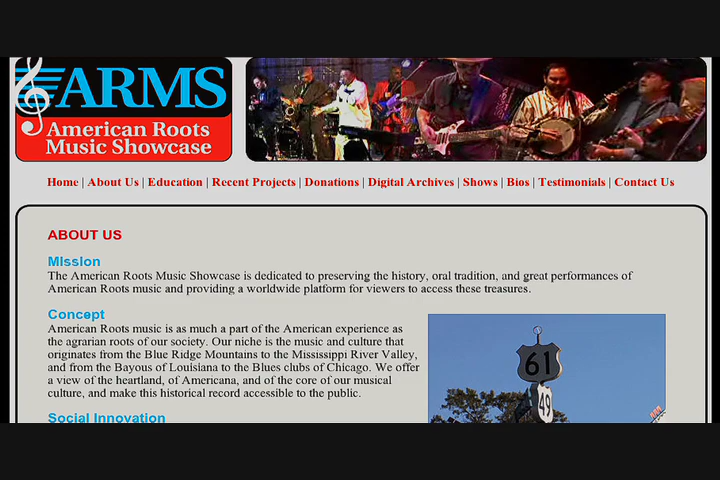 ARMS
American Roots
Music Showcase
Home | About Us | Education | Recent Projects | Donations | Digital Archives | Shows | Bios | Testimonials | Contact Us
ABOUT US
Mission
The American Roots Music Showcase is dedicated to preserving the history, oral tradition, and great performances of
American Roots music and providing a worldwide platform for viewers to access these treasures.
Concept
American Roots music is as much a part of the American experience as
the agrarian roots of our society. Our niche is the music and culture that
originates from the Blue Ridge Mountains to the Mississippi River Valley,
and from the Bayous of Louisiana to the Blues clubs of Chicago. We offer
a view of the heartland, of Americana, and of the core of our musical
culture, and make this historical record accessible to the public.
61
49
Social Innovation